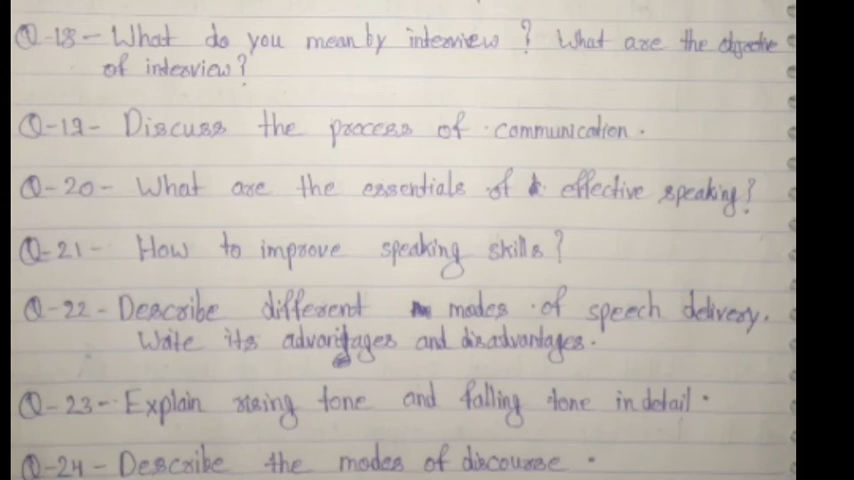 Q-18- What do you mean by interview? What are the objective
of interview?
Q-19- Discuss the process of communication.
Q-20- What are the essentials of effective speaking?
Q-21- How to improve speaking skills?
Q-22- Describe different modes of speech delivery.
Write its advantages and disadvantages.
Q-23- Explain rising tone and falling tone in detail.
Q-24- Describe the modes of discourse.